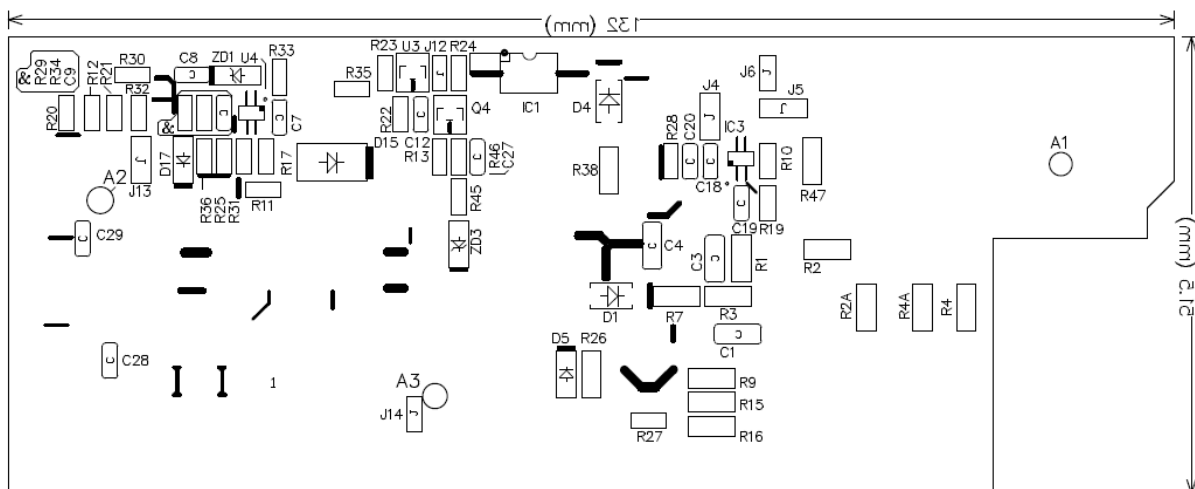 132 (mm)
R23 U3 J12 R24
R30 C8 ZD1 U4 R33
& R29 R34 C9
R12 R21
R35
R32
R20
&
C7
R22
C12
Q4
IC1
D4
J6
J5
J4
J
J
J
IC3
A1
D17
R17
D15
R13
R46
C27
R38
R28
C20
C18
R10
R47
J13
J
A2
R36
R25
R31
R11
R45
C
C19
R19
C29
C
ZD3
C4
C
C3
C
R1
R2
51.5 (mm)
D1
R7
R3
R2A
R4A
R4
C1
C
C28
C
1
D5
R26
A3
J14
J
R9
R15
R27
R16